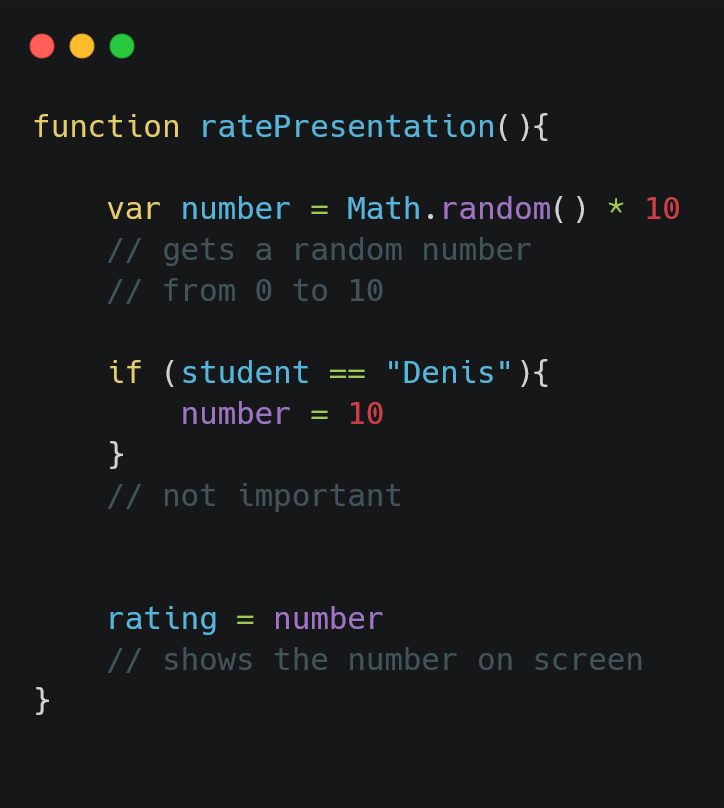 function ratePresentation(){
var number = Math.random() * 10
// gets a random number
// from 0 to 10
if (student == "Denis"){
number = 10
}
// not important
rating = number
// shows the number on screen
}